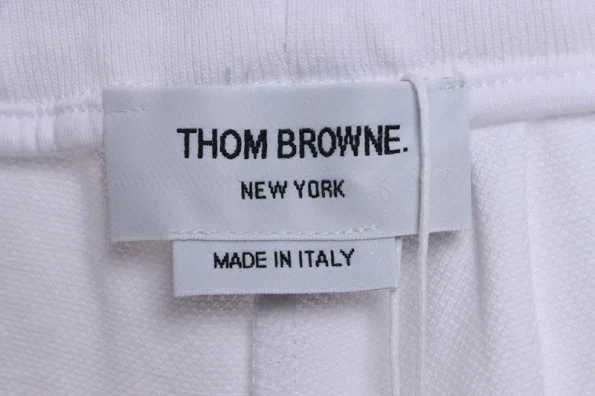 THOM BROWNE.
NEW YORK
MADE IN ITALY